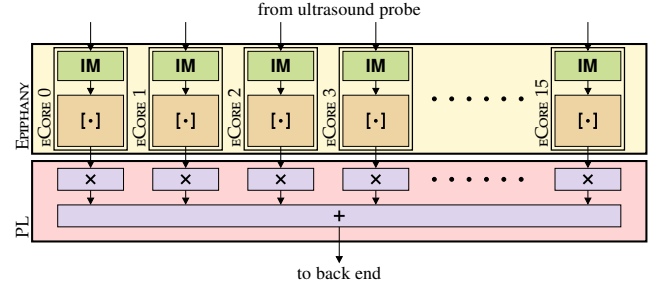 from ultrasound probe
EPIPHANY
eCORE 0
IM
[·]
eCORE 1
IM
[·]
eCORE 2
IM
[·]
eCORE 3
IM
[·]
· · · · · ·
eCORE 15
IM
[·]
PL
× × × × · · · · · · ×
+
to back end